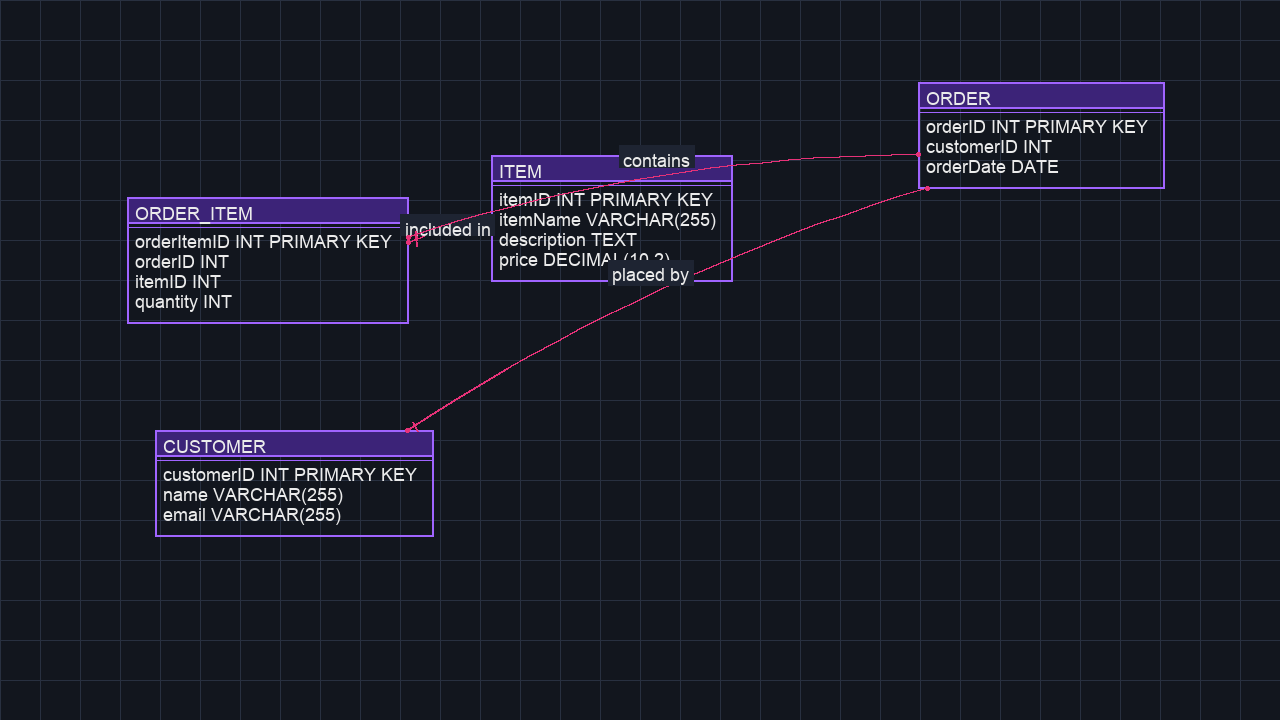 ORDER
orderID INT PRIMARY KEY
customerID INT
orderDate DATE
contains
ITEM
itemID INT PRIMARY KEY
itemName VARCHAR(255)
description TEXT
price DECIMAL(10,2)
ORDER_ITEM
orderItemID INT PRIMARY KEY
orderID INT
itemID INT
quantity INT
included in
placed by
CUSTOMER
customerID INT PRIMARY KEY
name VARCHAR(255)
email VARCHAR(255)